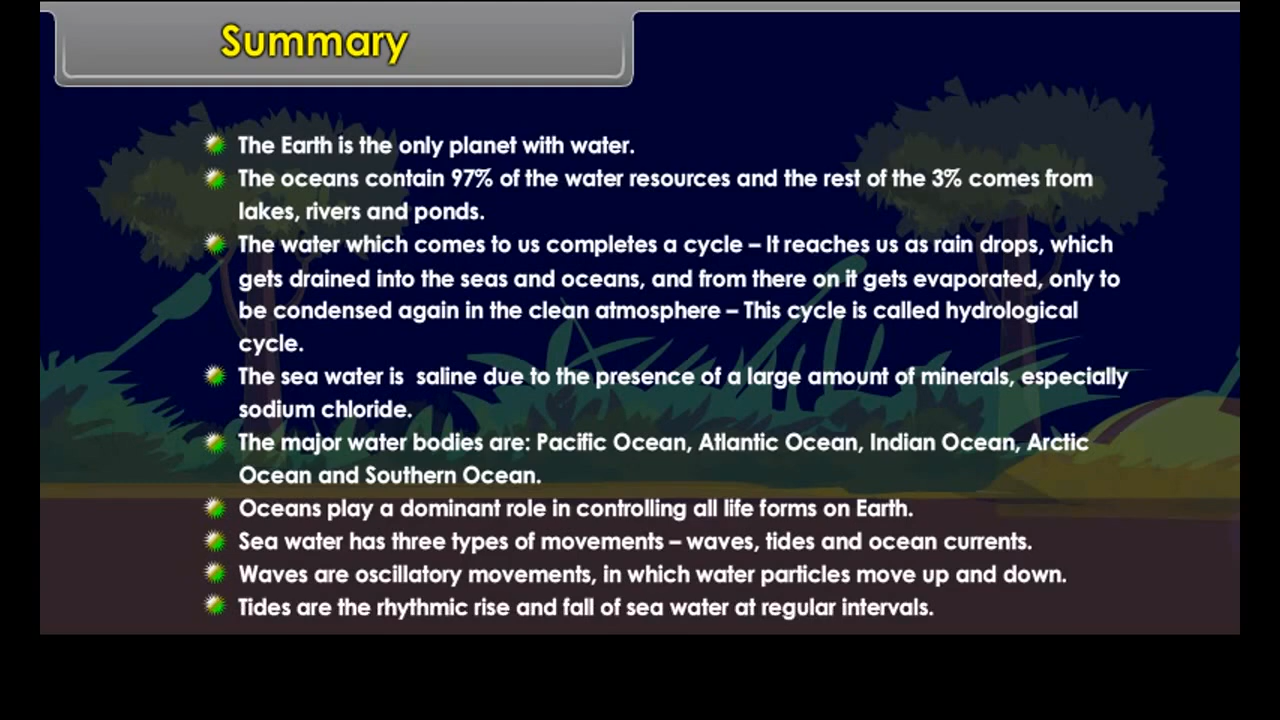 Summary
The Earth is the only planet with water.
The oceans contain 97% of the water resources and the rest of the 3% comes from
lakes, rivers and ponds.
The water which comes to us completes a cycle – It reaches us as rain drops, which
gets drained into the seas and oceans, and from there on it gets evaporated, only to
be condensed again in the clean atmosphere – This cycle is called hydrological
cycle.
The sea water is  saline due to the presence of a large amount of minerals, especially
sodium chloride.
The major water bodies are: Pacific Ocean, Atlantic Ocean, Indian Ocean, Arctic
Ocean and Southern Ocean.
Oceans play a dominant role in controlling all life forms on Earth.
Sea water has three types of movements – waves, tides and ocean currents.
Waves are oscillatory movements, in which water particles move up and down.
Tides are the rhythmic rise and fall of sea water at regular intervals.